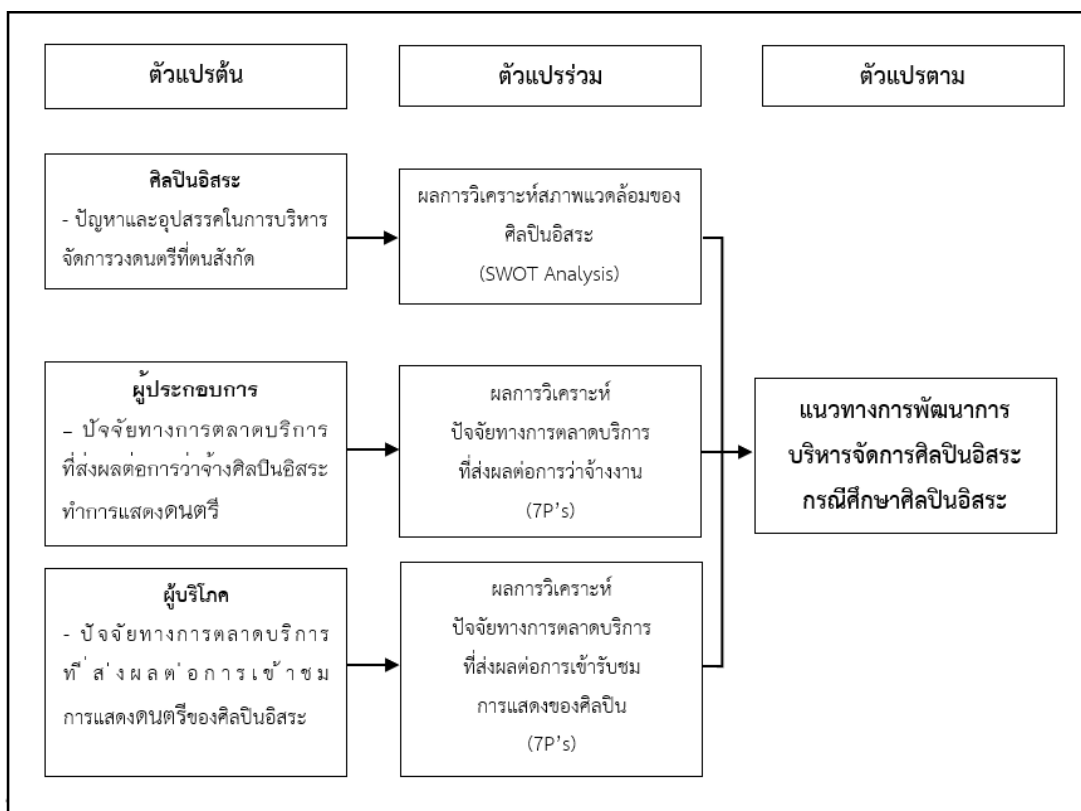 ตัวแปรต้น
ตัวแปรร่วม
ตัวแปรตาม
ศิลปินอิสระ
- ปัญหาและอุปสรรคในการบริหาร
จัดการวงดนตรีที่ตนสังกัด
ผลการวิเคราะห์สภาพแวดล้อมของ
ศิลปินอิสระ
(SWOT Analysis)
ผู้ประกอบการ
– ปัจจัยทางการตลาดบริการ
ที่ส่งผลต่อการว่าจ้างศิลปินอิสระ
ทำการแสดงดนตรี
ผลการวิเคราะห์
ปัจจัยทางการตลาดบริการ
ที่ส่งผลต่อการว่าจ้างงาน
(7P's)
แนวทางการพัฒนาการ
บริหารจัดการศิลปินอิสระ
กรณีศึกษาศิลปินอิสระ
ผู้บริโภค
- ปัจจัยทางการตลาดบริการ
ที่ส่งผลต่อการเข้าชม
การแสดงดนตรีของศิลปินอิสระ
ผลการวิเคราะห์
ปัจจัยทางการตลาดบริการ
ที่ส่งผลต่อการเข้ารับชม
การแสดงของศิลปิน
(7P's)